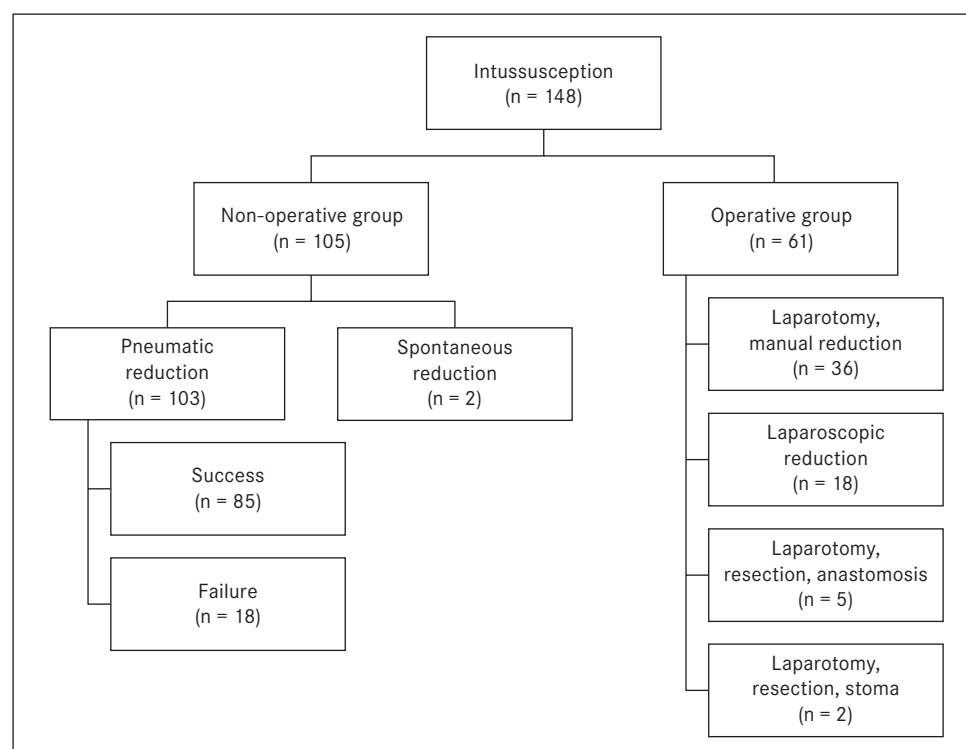 Intussusception
(n = 148)
Non-operative group
(n = 105)
Operative group
(n = 61)
Pneumatic
reduction
(n = 103)
Spontaneous
reduction
(n = 2)
Success
(n = 85)
Failure
(n = 18)
Laparotomy,
manual reduction
(n = 36)
Laparoscopic
reduction
(n = 18)
Laparotomy,
resection, anastomosis
(n = 5)
Laparotomy,
resection, stoma
(n = 2)